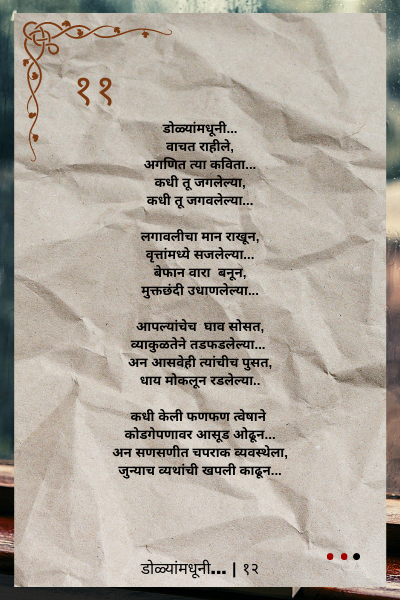 ११
डोळ्यांमधूनी...
वाचत राहीले,
अगणित त्या कविता...
कधी तू जगलेल्या,
कधी तू जगवलेल्या...
लगावलीचा मान राखून,
वृत्तांमध्ये सजलेल्या...
बेफान वारा बनून,
मुक्तछंदी उधाणलेल्या...
आपल्यांचेच घाव सोसत,
व्याकुळतेने तडफडलेल्या...
अन आसवेही त्यांचीच पुसत,
धाय मोकलून रडलेल्या..
कधी केली फणफण त्वेषाने
कोडगेपणावर आसूड ओढून...
अन सणसणीत चपराक व्यवस्थेला,
जुन्याच व्यथांची खपली काढून...
डोळ्यांमधूनी... | १२